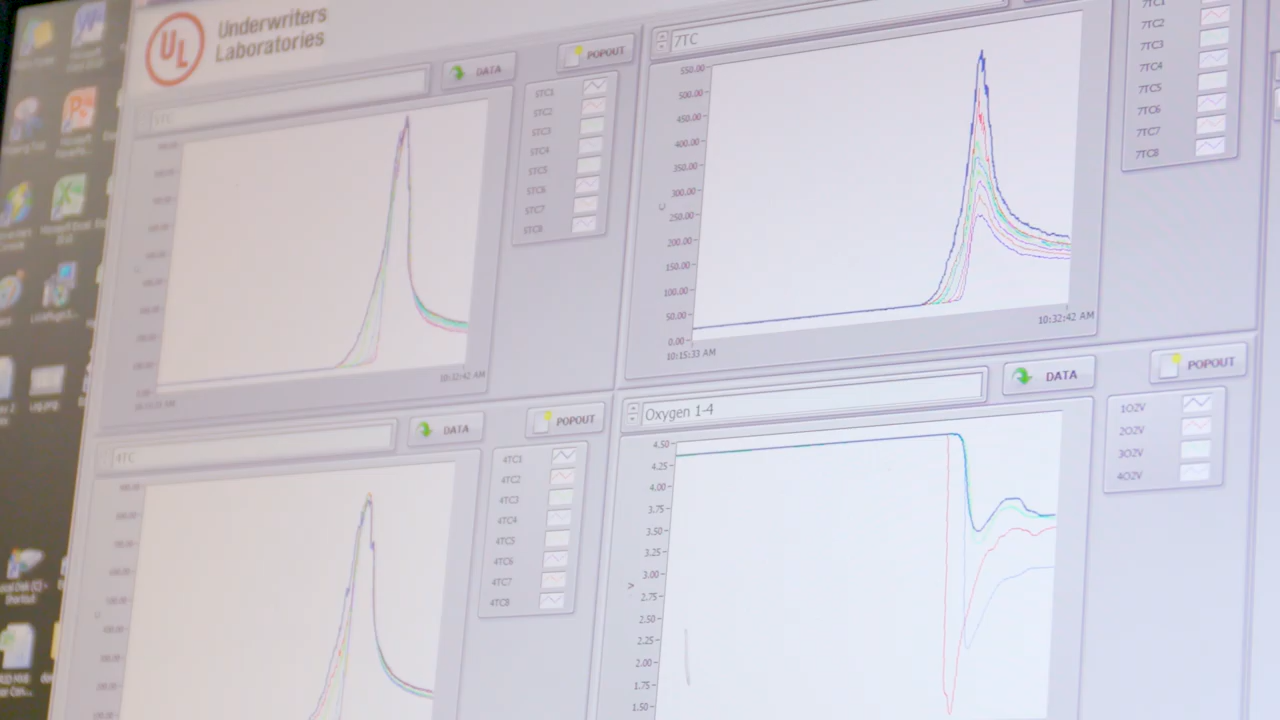 UL
Underwriters
Laboratories
DATA
POPOUT
5TC
5TC1
5TC2
5TC3
5TC4
5TC5
5TC6
5TC7
5TC8
10:32:42 AM
7TC
550.00
500.00
450.00
400.00
350.00
300.00
250.00
200.00
150.00
100.00
50.00
0.00
C
10:15:33 AM
10:32:42 AM
7TC1
7TC2
7TC3
7TC4
7TC5
7TC6
7TC7
7TC8
DATA
POPOUT
4TC
4TC1
4TC2
4TC3
4TC4
4TC5
4TC6
4TC7
4TC8
DATA
POPOUT
Oxygen 1-4
4.50
4.25
4.00
3.75
3.50
3.25
3.00
2.75
2.50
2.25
2.00
1.75
1.50
V
1O2V
2O2V
3O2V
4O2V
Shortcut